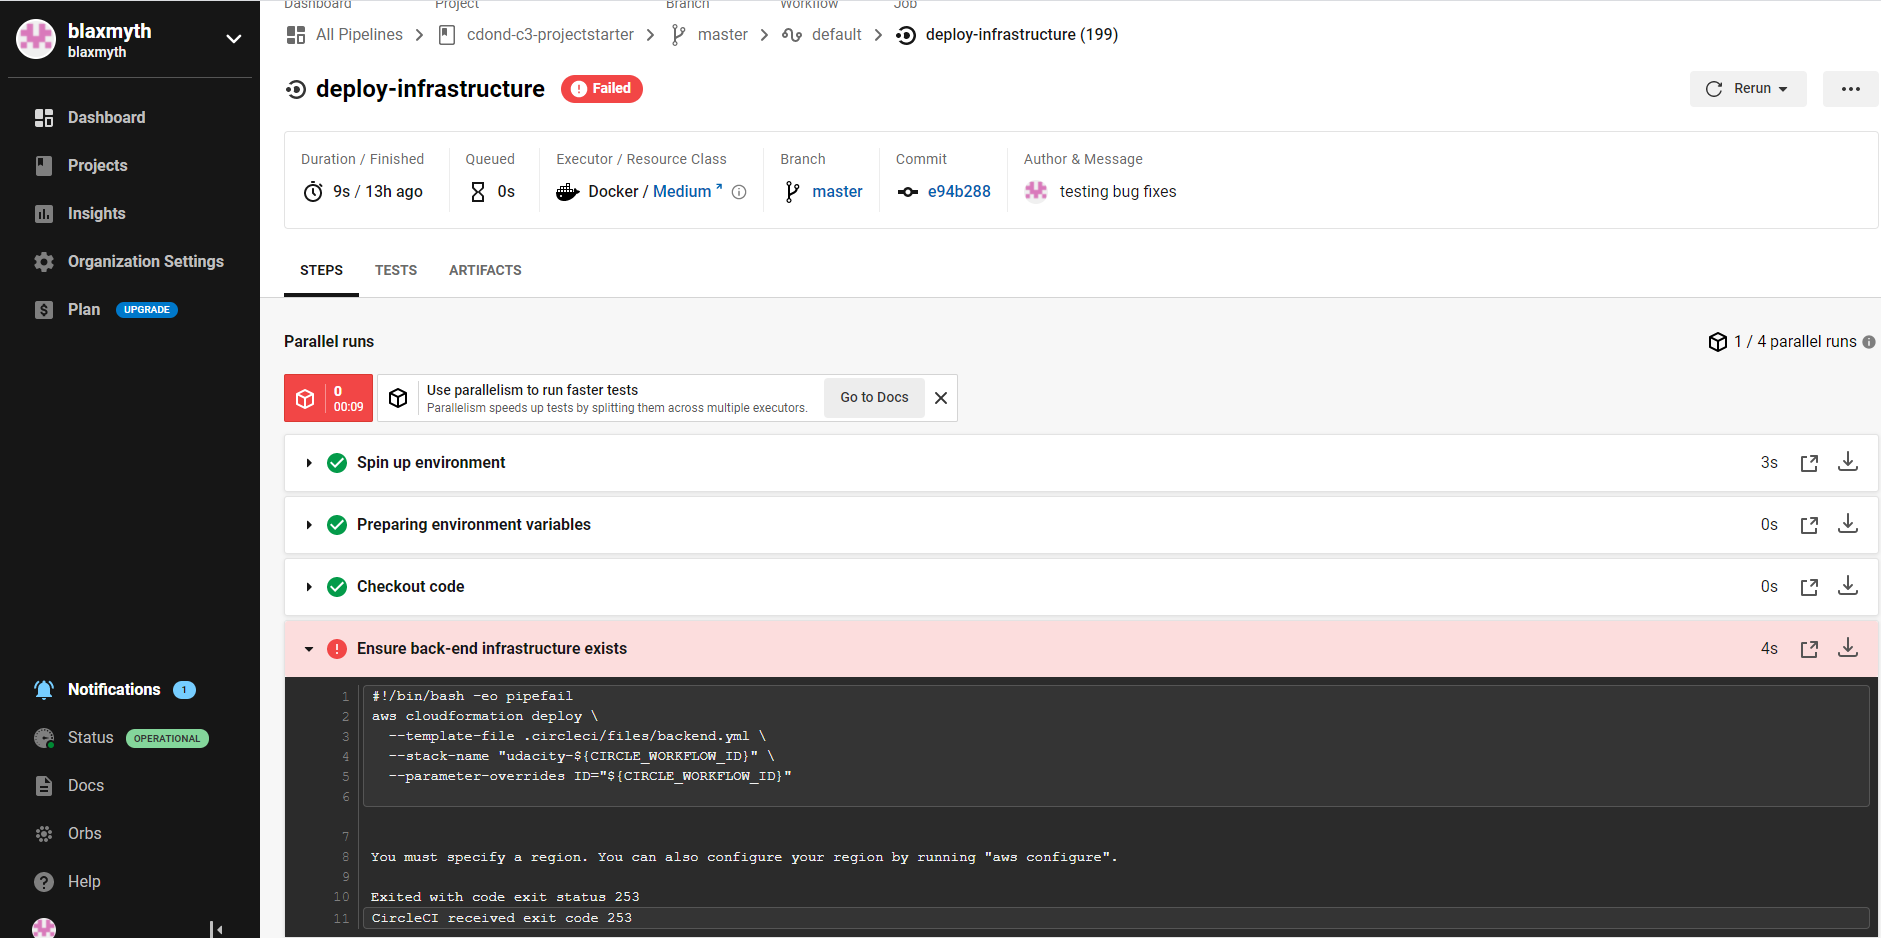 blaxmyth
blaxmyth
Dashboard
Projects
Insights
Organization Settings
Plan UPGRADE
Notifications 1
Status OPERATIONAL
Docs
Orbs
Help
Dashboard Project Branch Workflow Job
All Pipelines cdond-c3-projectstarter master default deploy-infrastructure (199)
deploy-infrastructure Failed
Rerun
Duration / Finished
9s / 13h ago
Queued
0s
Executor / Resource Class
Docker / Medium
Branch
master
Commit
e94b288
Author & Message
testing bug fixes
STEPS TESTS ARTIFACTS
Parallel runs
1 / 4 parallel runs
0
00:09
Use parallelism to run faster tests
Parallelism speeds up tests by splitting them across multiple executors.
Go to Docs
Spin up environment 3s
Preparing environment variables 0s
Checkout code 0s
Ensure back-end infrastructure exists 4s
1 #!/bin/bash -eo pipefail
2 aws cloudformation deploy \
3 --template-file .circleci/files/backend.yml \
4 --stack-name "udacity-${CIRCLE_WORKFLOW_ID}" \
5 --parameter-overrides ID="${CIRCLE_WORKFLOW_ID}"
6
7
8 You must specify a region. You can also configure your region by running "aws configure".
9
10 Exited with code exit status 253
11 CircleCI received exit code 253